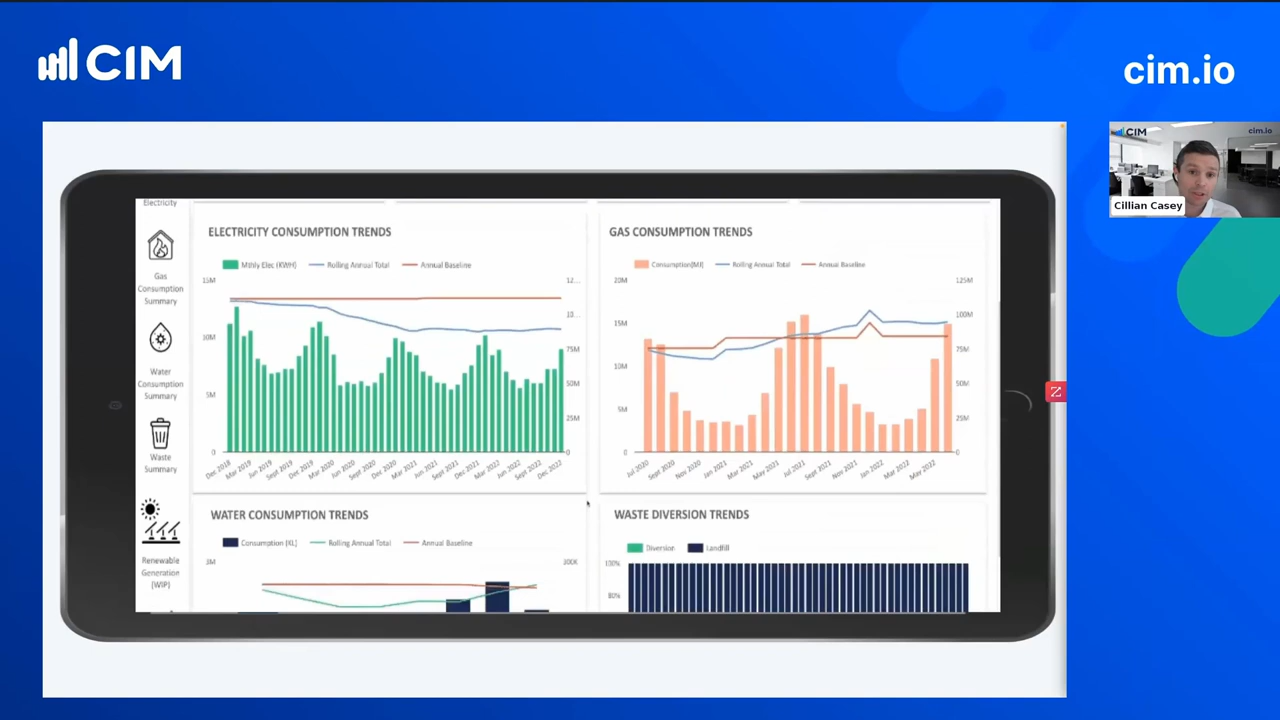 CIM
cim.io
CIM
cim.io
Cillian Casey
Electricity
Gas
Consumption
Summary
Water
Consumption
Summary
Waste
Summary
Renewable
Generation
(WIP)
ELECTRICITY CONSUMPTION TRENDS
Mthly Elec (KWH) Rolling Annual Total Annual Baseline
15M
10M
5M
0
12...
10...
75M
50M
25M
0
Dec 2018 Mar 2019 Jun 2019 Sept 2019 Dec 2019 Mar 2020 Jun 2020 Sept 2020 Dec 2020 Mar 2021 Jun 2021 Sept 2021 Dec 2021 Mar 2022 Jun 2022 Sept 2022 Dec 2022
GAS CONSUMPTION TRENDS
Consumption(MJ) Rolling Annual Total Annual Baseline
20M
15M
10M
5M
0
125M
100M
75M
50M
25M
0
Jul 2020 Sept 2020 Nov 2020 Jan 2021 Mar 2021 May 2021 Jul 2021 Sept 2021 Nov 2021 Jan 2022 Mar 2022 May 2022
WATER CONSUMPTION TRENDS
Consumption (KL) Rolling Annual Total Annual Baseline
200K
WASTE DIVERSION TRENDS
Diversion Landfill
100%
80%